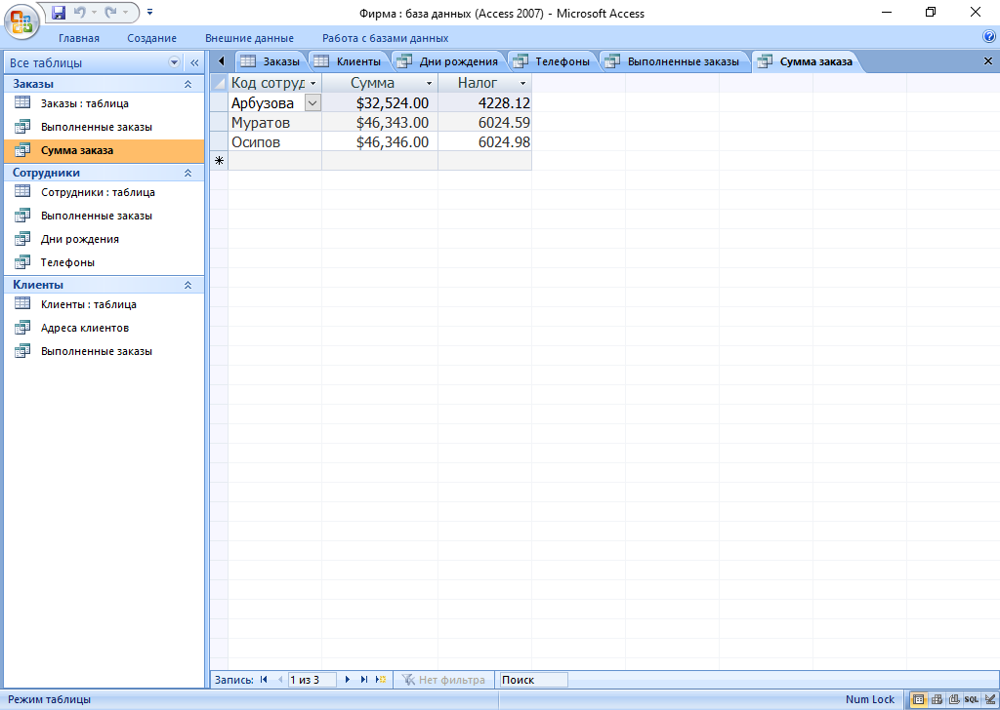 Фирма : база данных (Access 2007) - Microsoft Access
Главная Создание Внешние данные Работа с базами данных
Все таблицы
Заказы
Заказы : таблица
Выполненные заказы
Сумма заказа
Сотрудники
Сотрудники : таблица
Выполненные заказы
Дни рождения
Телефоны
Клиенты
Клиенты : таблица
Адреса клиентов
Выполненные заказы
Заказы Клиенты Дни рождения Телефоны Выполненные заказы Сумма заказа
Код сотруд Сумма Налог
Арбузова $32,524.00 4228.12
Муратов $46,343.00 6024.59
Осипов $46,346.00 6024.98
Запись: 1 из 3 Нет фильтра Поиск
Режим таблицы Num Lock SQL